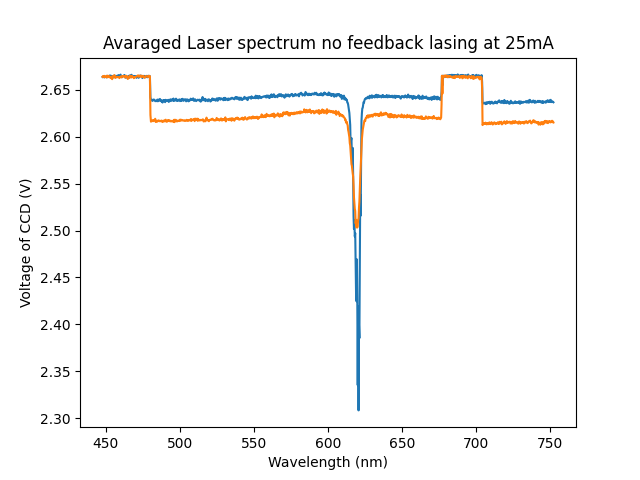 Avaraged Laser spectrum no feedback lasing at 25mA
2.65
2.60
2.55
2.50
2.45
2.40
2.35
2.30
Voltage of CCD (V)
450 500 550 600 650 700 750
Wavelength (nm)